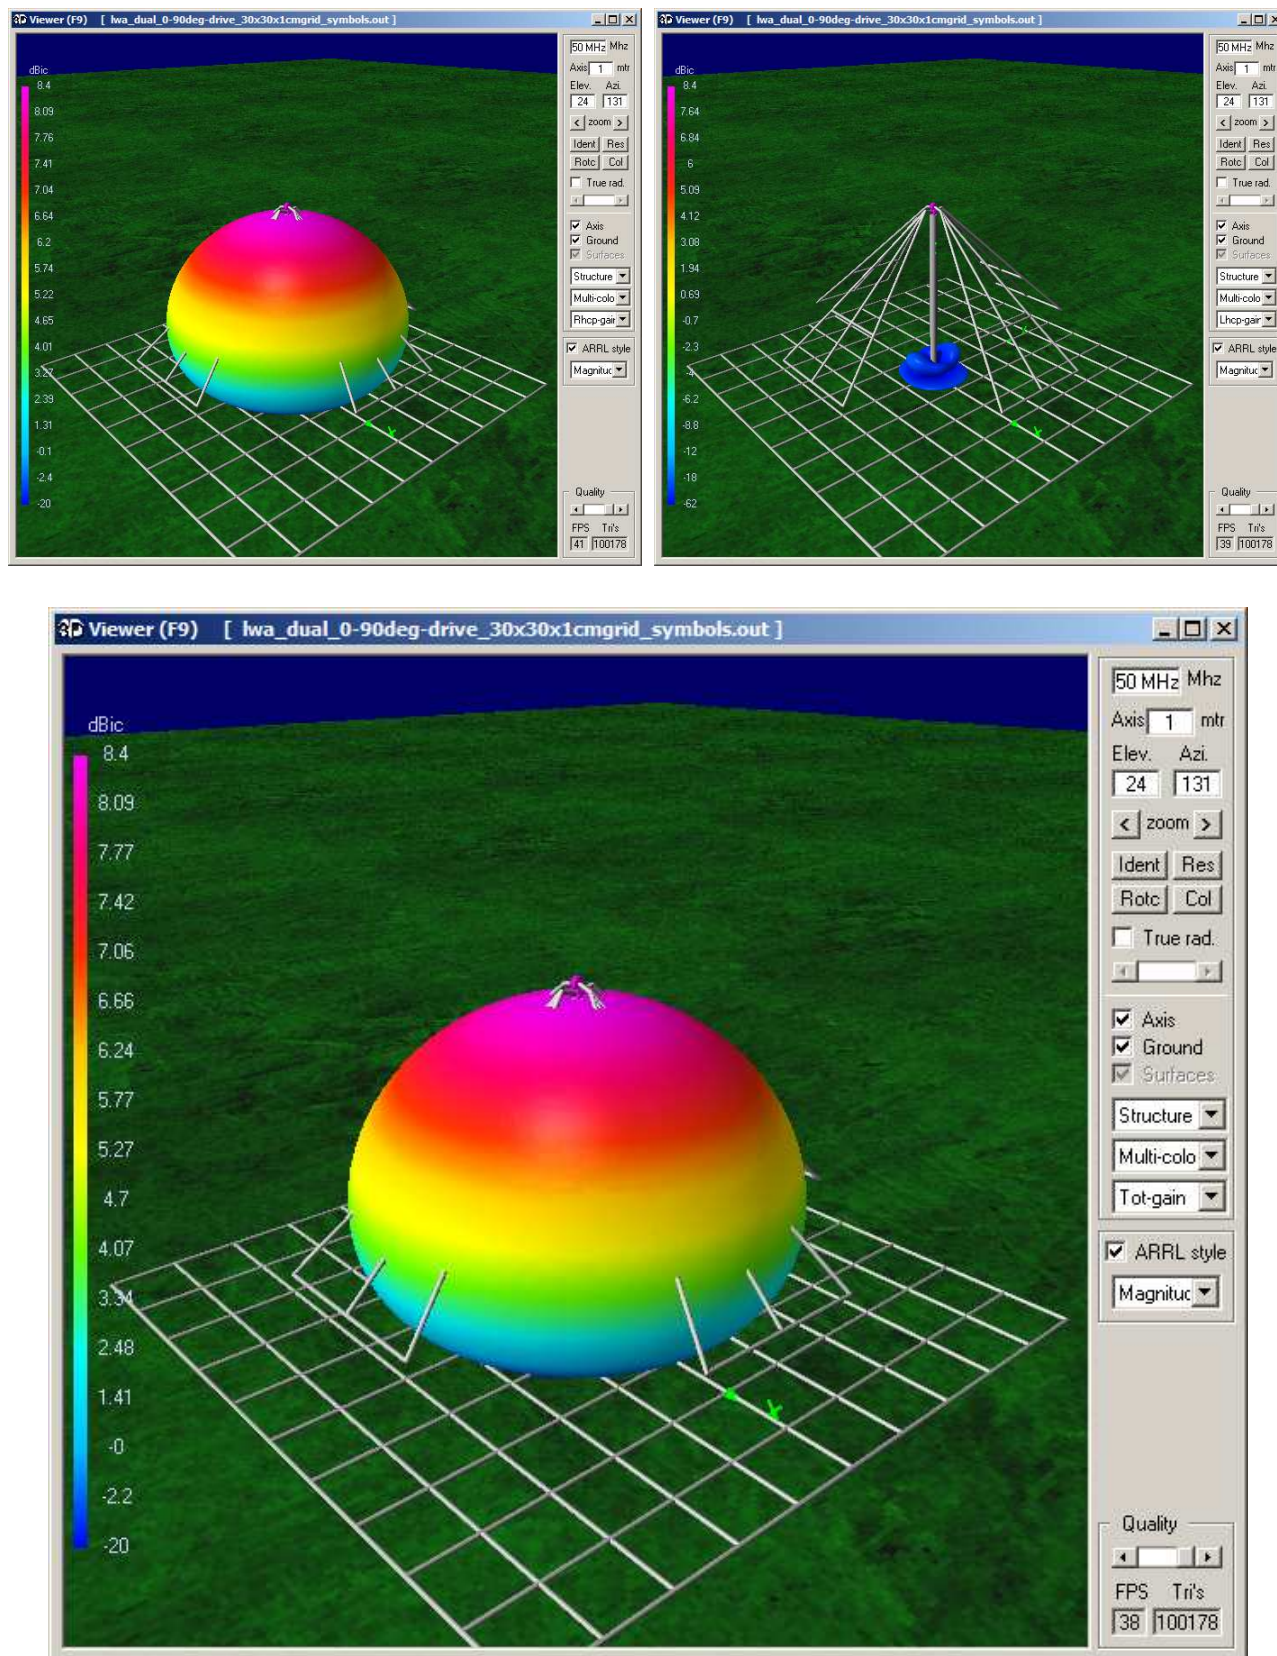 3D Viewer (F9) [ lwa_dual_0-90deg-drive_30x30x1cmgrid_symbols.out ]
50 MHz Mhz
Axis 1 mtr
Elev. Azi.
24 131
< zoom >
Ident Res
Rotc Col
True rad.
Axis
Ground
Surfaces
Structure
Multi-colo
Rhcp-gair
ARRL style
Magnituc
Quality
FPS Tri's
41 100178
dBic
8.4
8.09
7.76
7.41
7.04
6.64
6.2
5.74
5.22
4.65
4.01
3.27
2.39
1.31
-0.1
-2.4
-20
3D Viewer (F9) [ lwa_dual_0-90deg-drive_30x30x1cmgrid_symbols.out ]
50 MHz Mhz
Axis 1 mtr
Elev. Azi.
24 131
< zoom >
Ident Res
Rotc Col
True rad.
Axis
Ground
Surfaces
Structure
Multi-colo
Lhcp-gair
ARRL style
Magnituc
Quality
FPS Tri's
39 100178
dBic
8.4
7.64
6.84
6
5.09
4.12
3.08
1.94
0.69
-0.7
-2.3
-4
-6.2
-8.8
-12
-18
-62
Y
3D Viewer (F9) [ lwa_dual_0-90deg-drive_30x30x1cmgrid_symbols.out ]
50 MHz Mhz
Axis 1 mtr
Elev. Azi.
24 131
< zoom >
Ident Res
Rotc Col
True rad.
Axis
Ground
Surfaces
Structure
Multi-colo
Tot-gain
ARRL style
Magnituc
Quality
FPS Tri's
38 100178
dBic
8.4
8.09
7.77
7.42
7.06
6.66
6.24
5.77
5.27
4.7
4.07
3.34
2.48
1.41
-0
-2.2
-20
Y